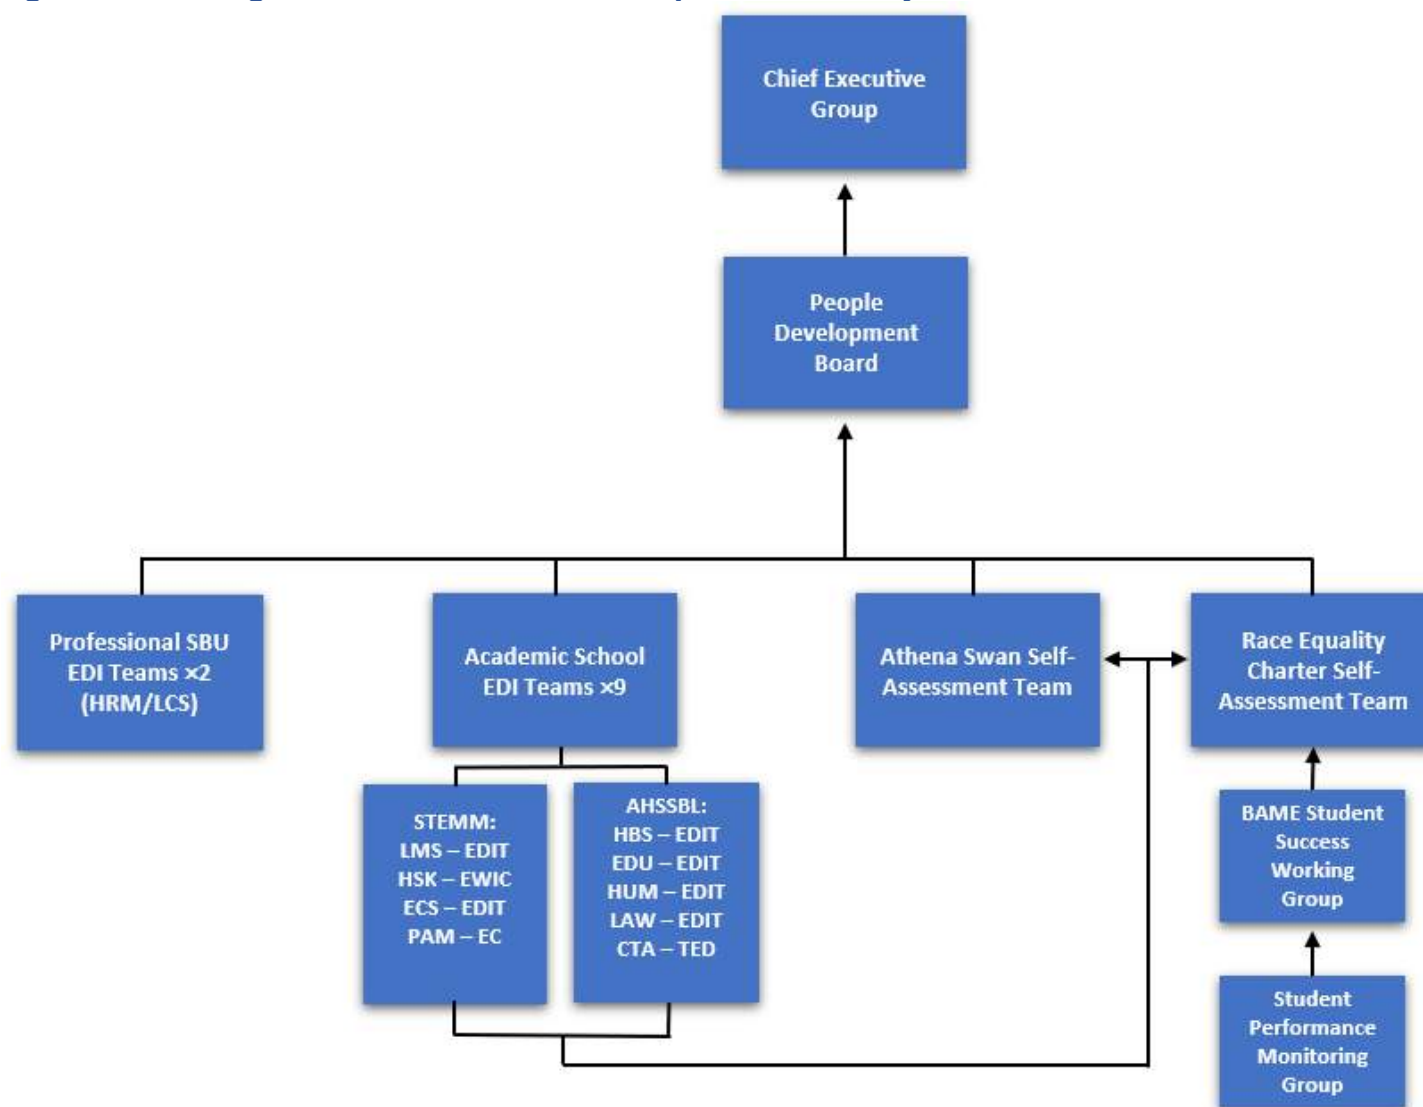 Chief Executive
Group
People
Development
Board
Professional SBU
EDI Teams ×2
(HRM/LCS)
Academic School
EDI Teams ×9
Athena Swan Self-
Assessment Team
Race Equality
Charter Self-
Assessment Team
STEMM:
LMS – EDIT
HSK – EWIC
ECS – EDIT
PAM – EC
AHSSBL:
HBS – EDIT
EDU – EDIT
HUM – EDIT
LAW – EDIT
CTA – TED
BAME Student
Success
Working
Group
Student
Performance
Monitoring
Group